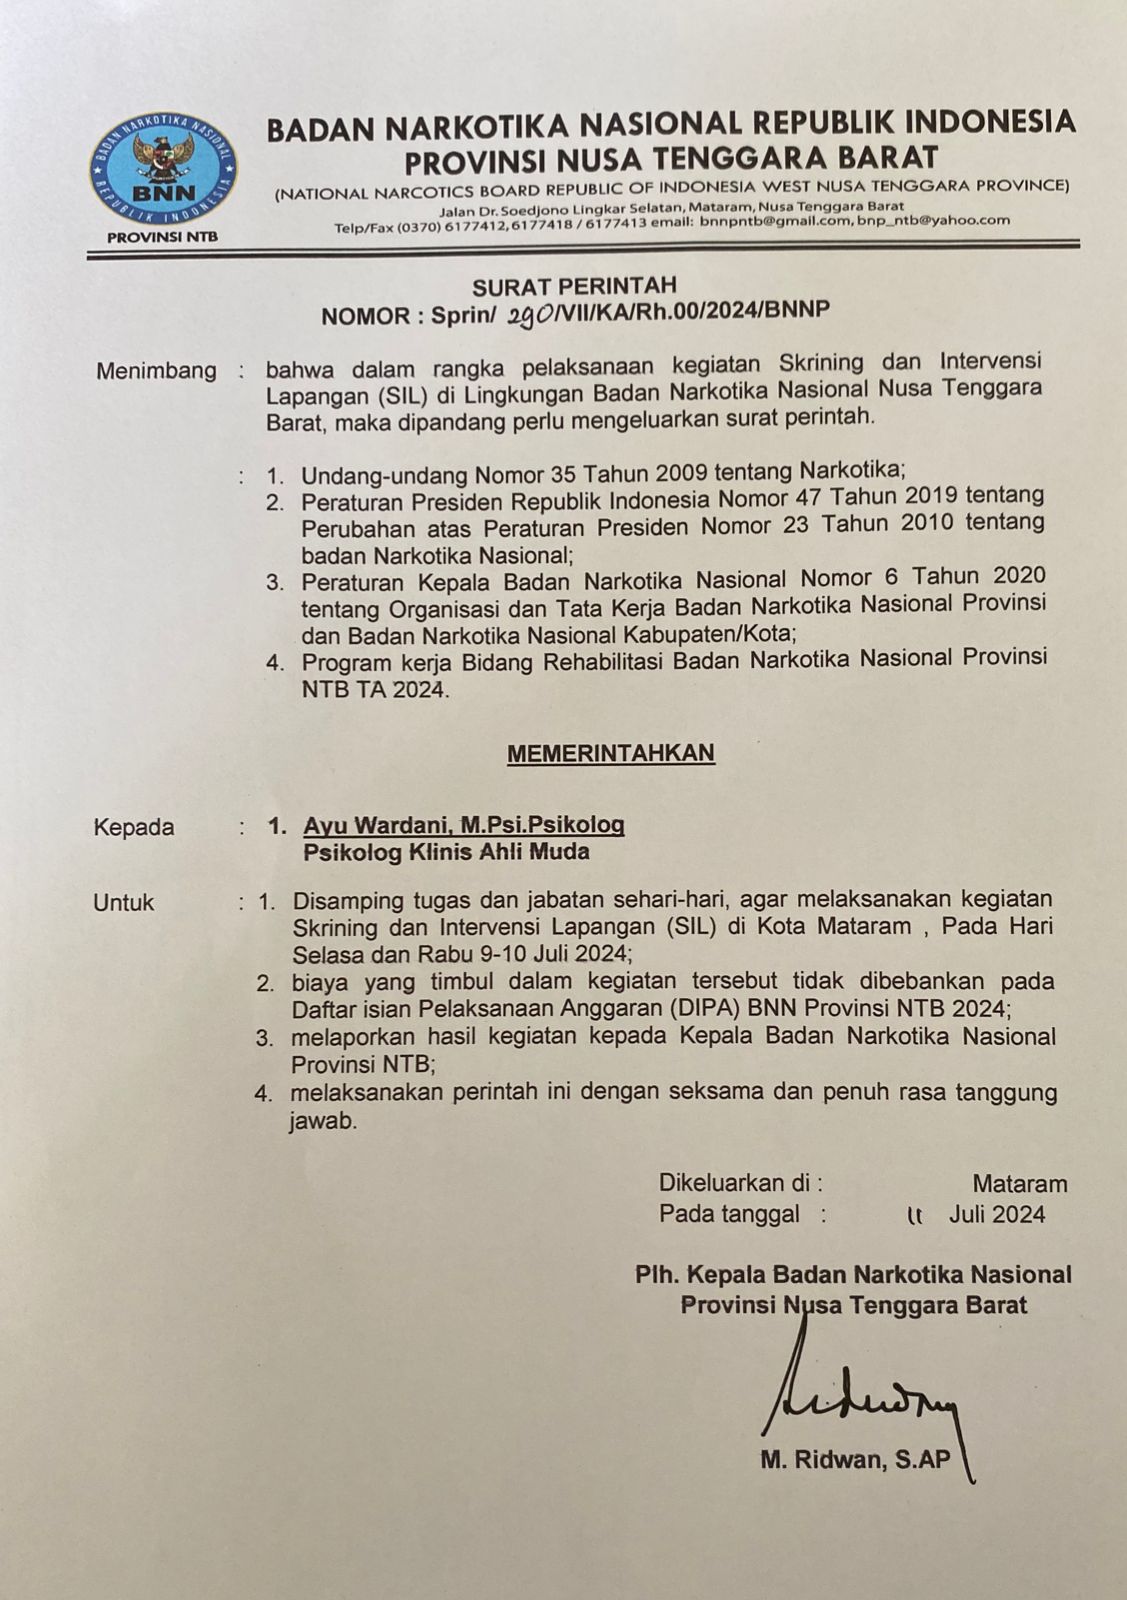 BADAN NARKOTIKA NASIONAL
BNN
REPUBLIK INDONESIA
PROVINSI NTB
BADAN NARKOTIKA NASIONAL REPUBLIK INDONESIA
PROVINSI NUSA TENGGARA BARAT
(NATIONAL NARCOTICS BOARD REPUBLIC OF INDONESIA WEST NUSA TENGGARA PROVINCE)
Jalan Dr. Soedjono Lingkar Selatan, Mataram, Nusa Tenggara Barat
Telp/Fax (0370) 6177412, 6177418 / 6177413 email: bnnpntb@gmail.com, bnp_ntb@yahoo.com
SURAT PERINTAH
NOMOR : Sprin/ 290/VII/KA/Rh.00/2024/BNNP
Menimbang : bahwa dalam rangka pelaksanaan kegiatan Skrining dan Intervensi
Lapangan (SIL) di Lingkungan Badan Narkotika Nasional Nusa Tenggara
Barat, maka dipandang perlu mengeluarkan surat perintah.
: 1. Undang-undang Nomor 35 Tahun 2009 tentang Narkotika;
2. Peraturan Presiden Republik Indonesia Nomor 47 Tahun 2019 tentang
Perubahan atas Peraturan Presiden Nomor 23 Tahun 2010 tentang
badan Narkotika Nasional;
3. Peraturan Kepala Badan Narkotika Nasional Nomor 6 Tahun 2020
tentang Organisasi dan Tata Kerja Badan Narkotika Nasional Provinsi
dan Badan Narkotika Nasional Kabupaten/Kota;
4. Program kerja Bidang Rehabilitasi Badan Narkotika Nasional Provinsi
NTB TA 2024.
MEMERINTAHKAN
Kepada : 1. Ayu Wardani, M.Psi.Psikolog
Psikolog Klinis Ahli Muda
Untuk : 1. Disamping tugas dan jabatan sehari-hari, agar melaksanakan kegiatan
Skrining dan Intervensi Lapangan (SIL) di Kota Mataram , Pada Hari
Selasa dan Rabu 9-10 Juli 2024;
2. biaya yang timbul dalam kegiatan tersebut tidak dibebankan pada
Daftar isian Pelaksanaan Anggaran (DIPA) BNN Provinsi NTB 2024;
3. melaporkan hasil kegiatan kepada Kepala Badan Narkotika Nasional
Provinsi NTB;
4. melaksanakan perintah ini dengan seksama dan penuh rasa tanggung
jawab.
Dikeluarkan di : Mataram
Pada tanggal : 11 Juli 2024
Plh. Kepala Badan Narkotika Nasional
Provinsi Nusa Tenggara Barat
M. Ridwan, S.AP